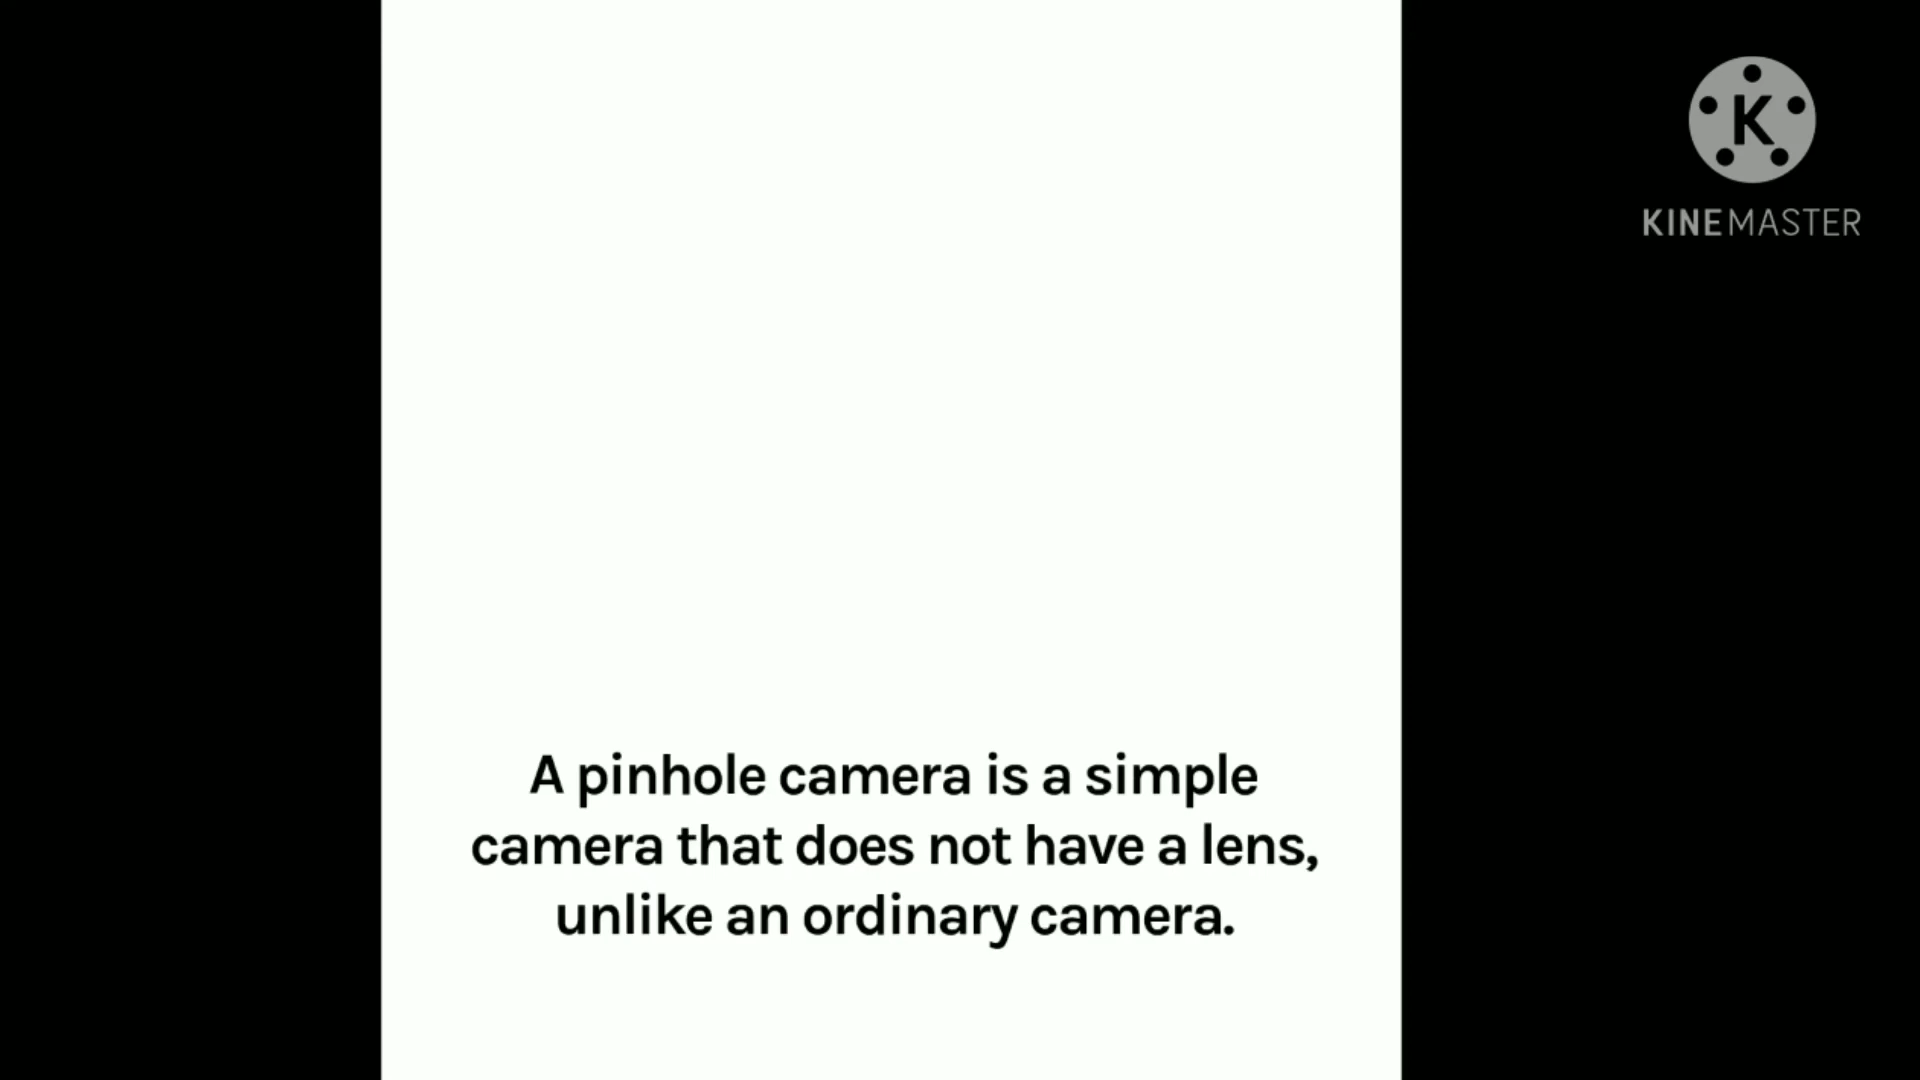 K
KINEMASTER
A pinhole camera is a simple
camera that does not have a lens,
unlike an ordinary camera.